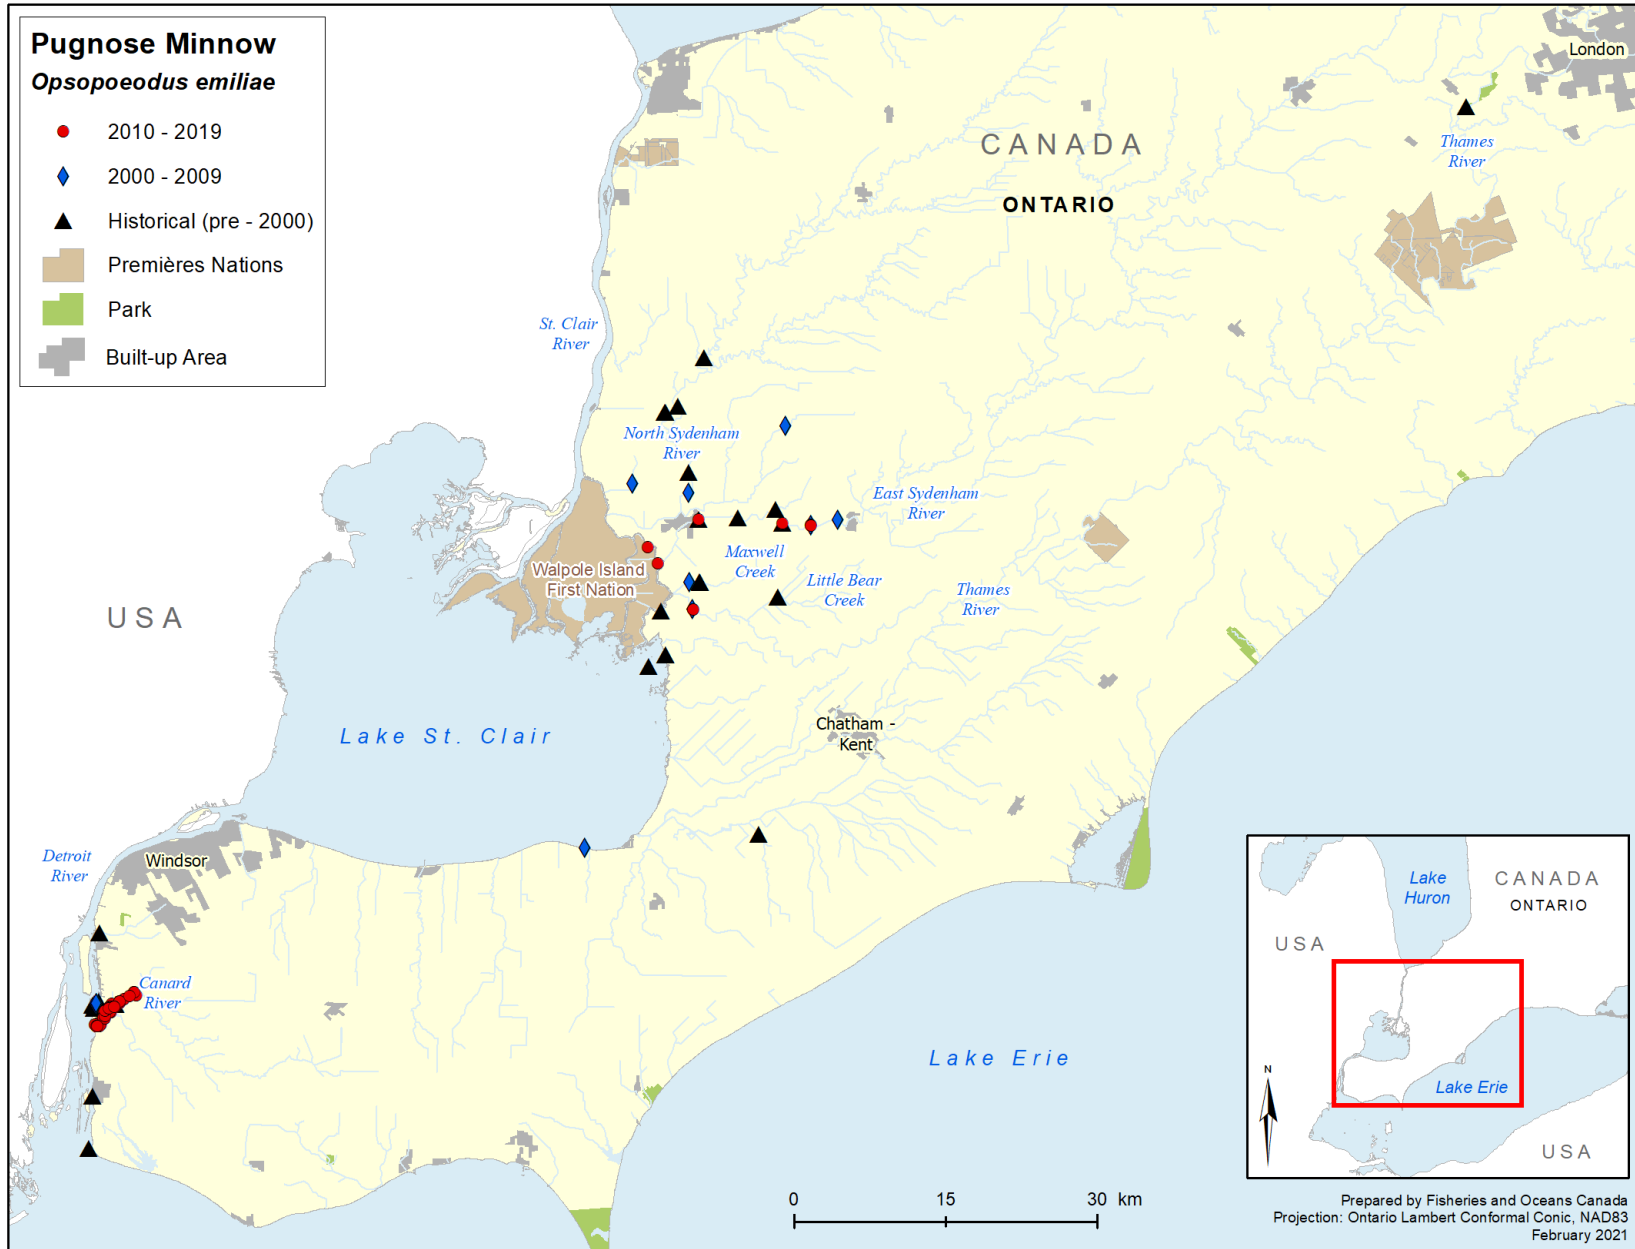 Pugnose Minnow
Opsopoeodus emiliae
2010 - 2019
2000 - 2009
Historical (pre - 2000)
Premières Nations
Park
Built-up Area
London
CANADA
ONTARIO
Thames
River
St. Clair
River
North Sydenham
River
East Sydenham
River
Maxwell
Creek
Little Bear
Creek
Walpole Island
First Nation
Thames
River
USA
Lake St. Clair
Chatham -
Kent
Detroit
River
Windsor
Canard
River
Lake Erie
Lake
Huron
CANADA
ONTARIO
USA
Lake Erie
USA
N
0 15 30 km
Prepared by Fisheries and Oceans Canada
Projection: Ontario Lambert Conformal Conic, NAD83
February 2021